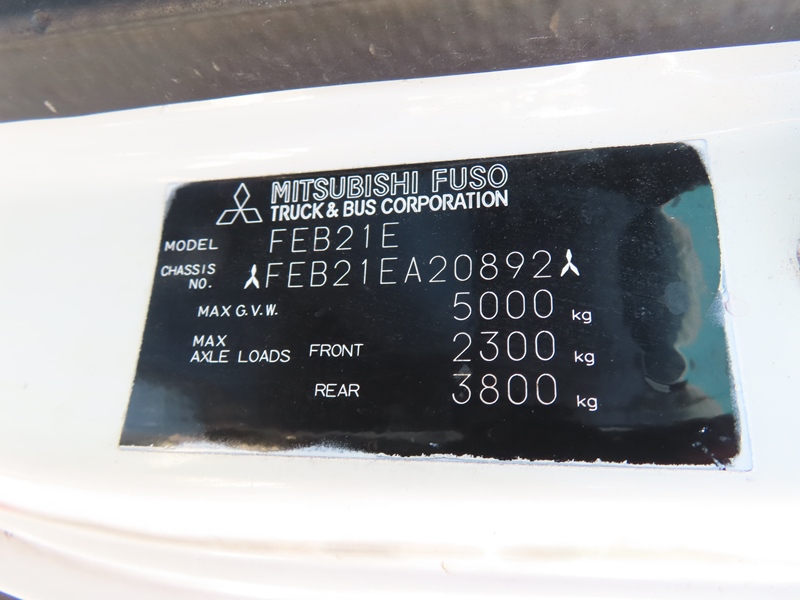 MITSUBISHI FUSO
TRUCK & BUS CORPORATION
MODEL FEB21E
CHASSIS NO. FEB21EA20892
MAX G.V.W. 5000 kg
MAX AXLE LOADS FRONT 2300 kg
REAR 3800 kg